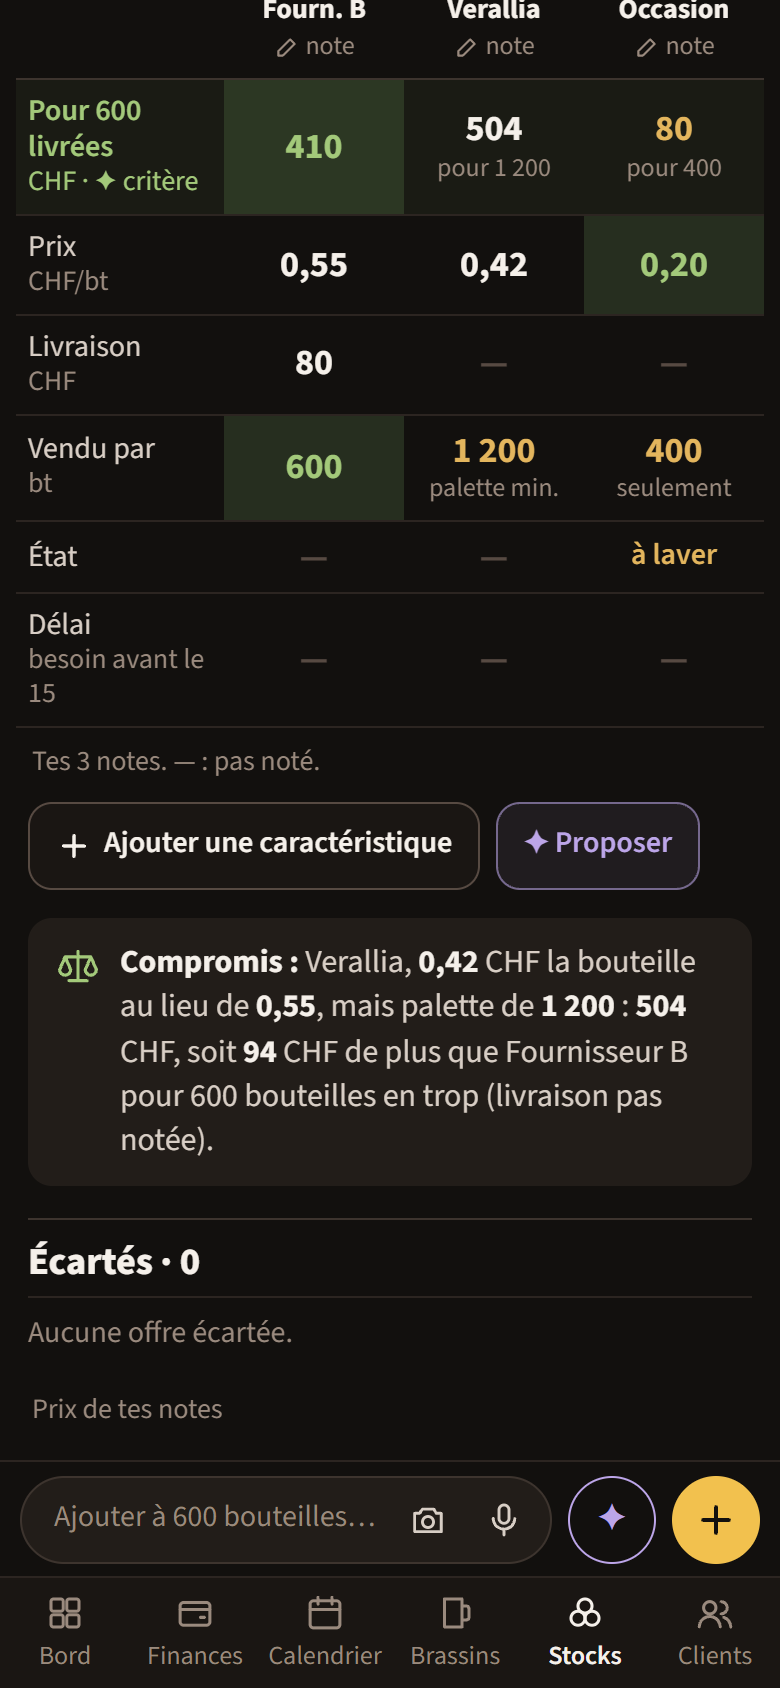 Fourn. B Verallia Occasion
note note note
Pour 600
livrées
CHF · ✦ critère
410
504
pour 1 200
80
pour 400
Prix
CHF/bt
0,55 0,42 0,20
Livraison
CHF
80 — —
Vendu par
bt
600
1 200
palette min.
400
seulement
État — — à laver
Délai
besoin avant le
15
— — —
Tes 3 notes. — : pas noté.
+ Ajouter une caractéristique
✦ Proposer
Compromis : Verallia, 0,42 CHF la bouteille
au lieu de 0,55, mais palette de 1 200 : 504
CHF, soit 94 CHF de plus que Fournisseur B
pour 600 bouteilles en trop (livraison pas
notée).
Écartés · 0
Aucune offre écartée.
Prix de tes notes
Ajouter à 600 bouteilles…
Bord Finances Calendrier Brassins Stocks Clients